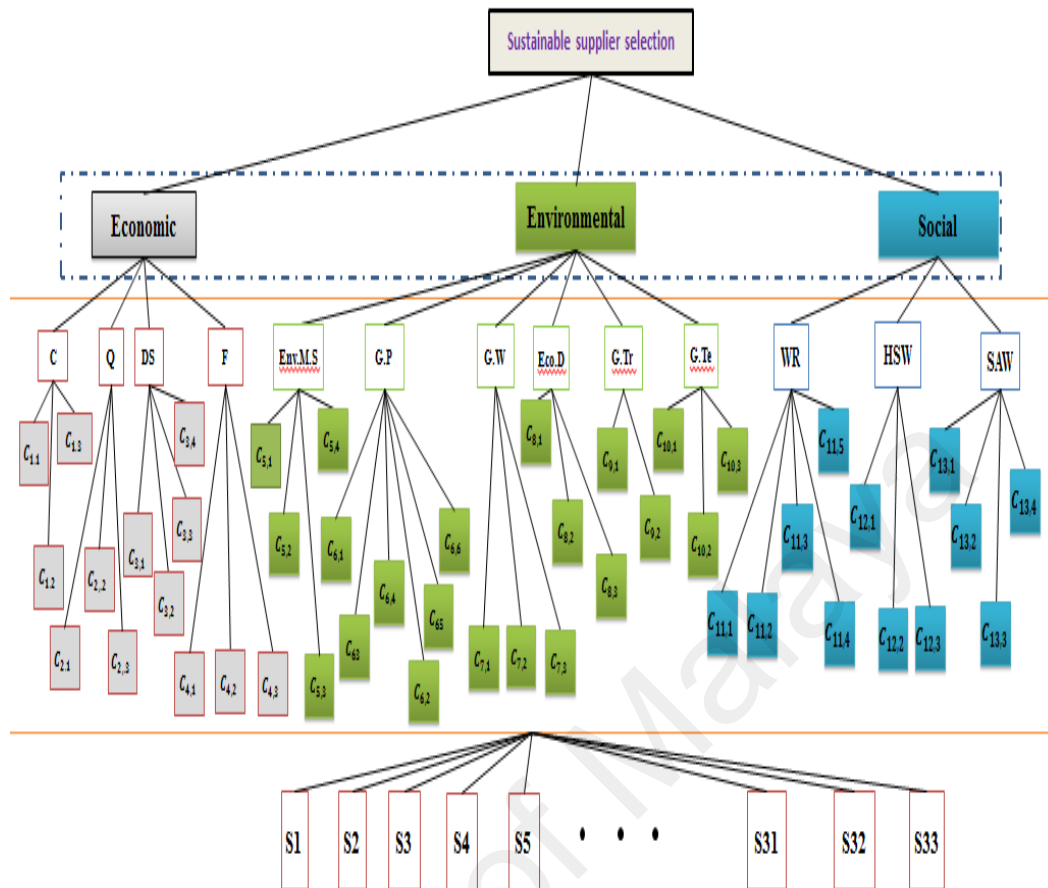 Sustainable supplier selection
Economic
Environmental
Social
C
Q
DS
F
Env.M.S
G.P
G.W
Eco.D
G.Tr
G.Te
WR
HSW
SAW
C1.1
C1.3
C1.2
C2.1
C2,.2
C2,.3
C3,1
C3,4
C3,3
C3,2
C4,1
C4,2
C4,3
C5,1
C5,4
C5,2
C5,3
C6,1
C63
C6,4
C6,2
C65
C6,6
C7,1
C7,2
C7,3
C8,1
C8,2
C8,3
C9,1
C9,2
C10,1
C10,2
C10,3
C11,1
C11,2
C11,3
C11,4
C11,5
C12,1
C12,2
C12,3
C13,1
C13,2
C13,3
C13,4
S1
S2
S3
S4
S5
• • •
S31
S32
S33
of Malaya